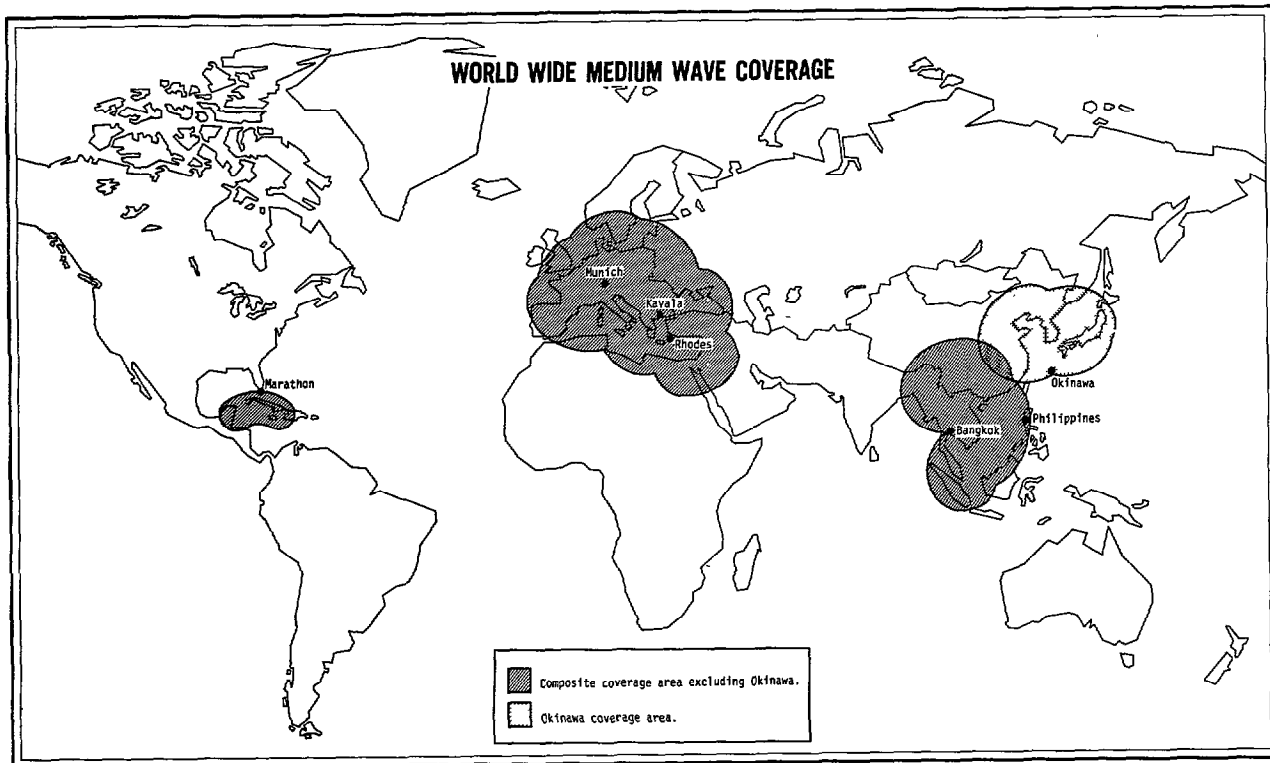 WORLD WIDE MEDIUM WAVE COVERAGE
Munich
Kavala
Rhodes
Marathon
Okinawa
Philippines
Bangkok
Composite coverage area excluding Okinawa.
Okinawa coverage area.